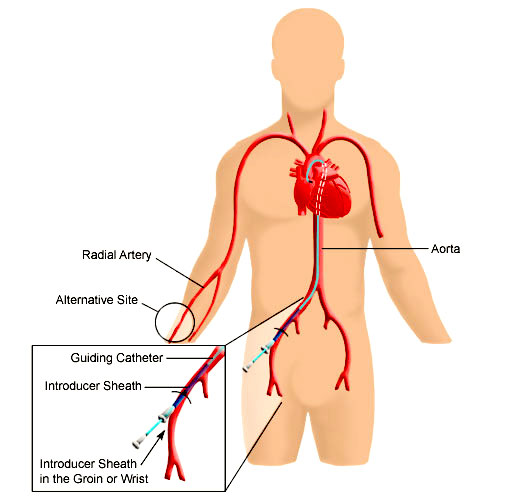 Radial Artery
Aorta
Alternative Site
Guiding Catheter
Introducer Sheath
Introducer Sheath
in the Groin or Wrist